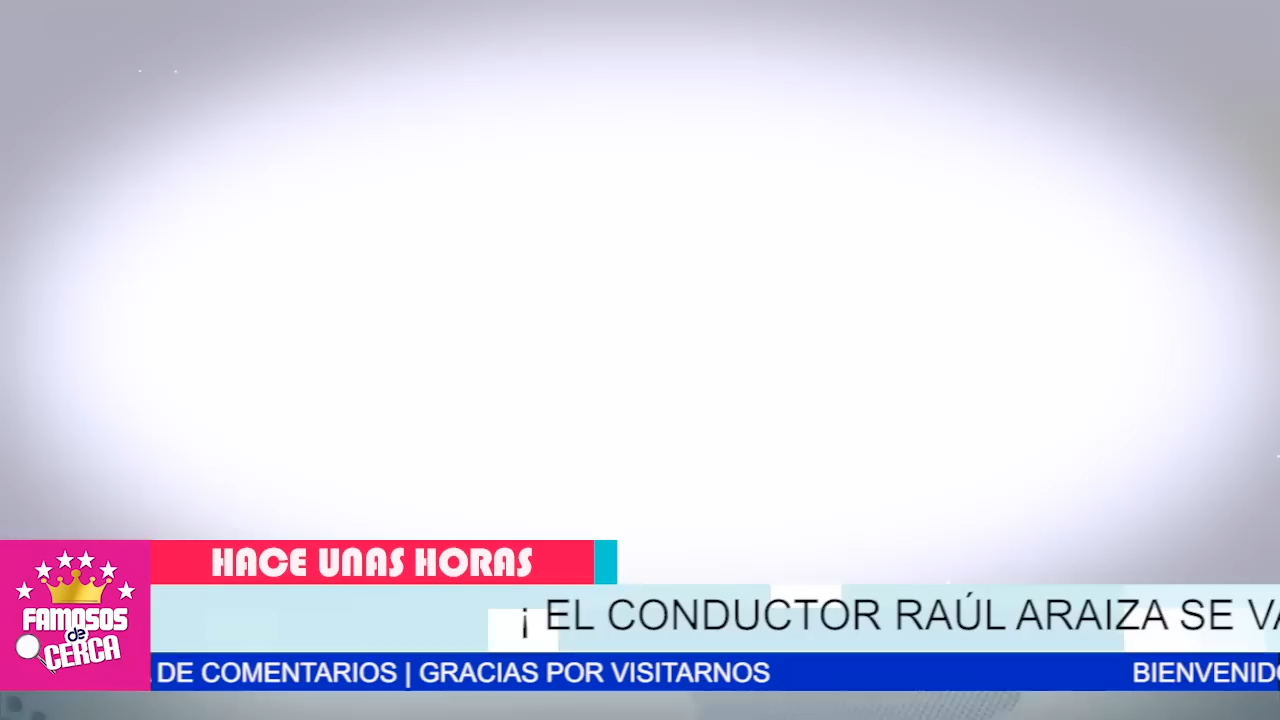 HACE UNAS HORAS
¡ EL CONDUCTOR RAÚL ARAIZA SE
FAMOSOS
de
CERCA
DE COMENTARIOS | GRACIAS POR VISITARNOS